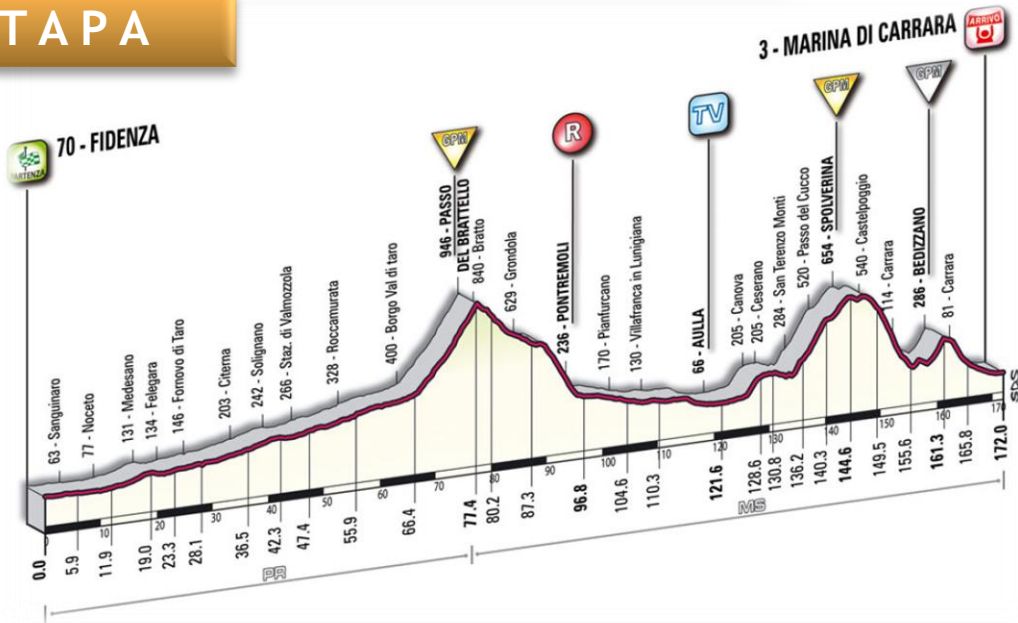 TAPA
PARTENZA
70 - FIDENZA
63 - Sanguinaro
77 - Noceto
131 - Medesano
134 - Felegara
146 - Fornovo di Taro
203 - Citerna
242 - Solignano
266 - Staz. di Valmozzola
328 - Roccamurata
400 - Borgo Val di taro
GPM
946 - PASSO
DEL BRATTELLO
840 - Bratto
629 - Grondola
R
236 - PONTREMOLI
170 - Pianturcano
130 - Villafranca in Lunigiana
TV
66 - AULLA
205 - Canova
205 - Ceserano
284 - San Terenzo Monti
520 - Passo del Cucco
GPM
654 - SPOLVERINA
540 - Castelpoggio
114 - Carrara
GPM
286 - BEDIZZANO
81 - Carrara
3 - MARINA DI CARRARA
ARRIVO
SDS
0
10
20
30
40
50
60
70
80
90
100
110
120
130
140
150
160
170
0.0
5.9
11.9
19.0
23.3
28.1
36.5
42.3
47.4
55.9
66.4
77.4
80.2
87.3
96.8
104.6
110.3
121.6
128.6
130.8
136.2
140.3
144.6
149.5
155.6
161.3
165.8
172.0
PR
MS